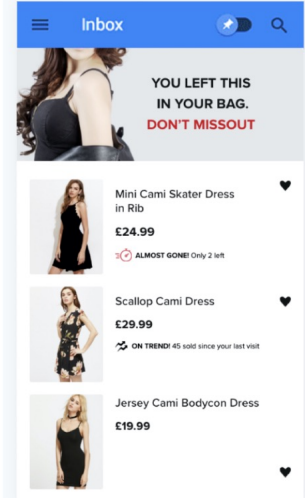 Inbox
YOU LEFT THIS
IN YOUR BAG.
DON'T MISSOUT
Mini Cami Skater Dress
in Rib
£24.99
ALMOST GONE! Only 2 left
Scallop Cami Dress
£29.99
ON TREND! 45 sold since your last visit
Jersey Cami Bodycon Dress
£19.99